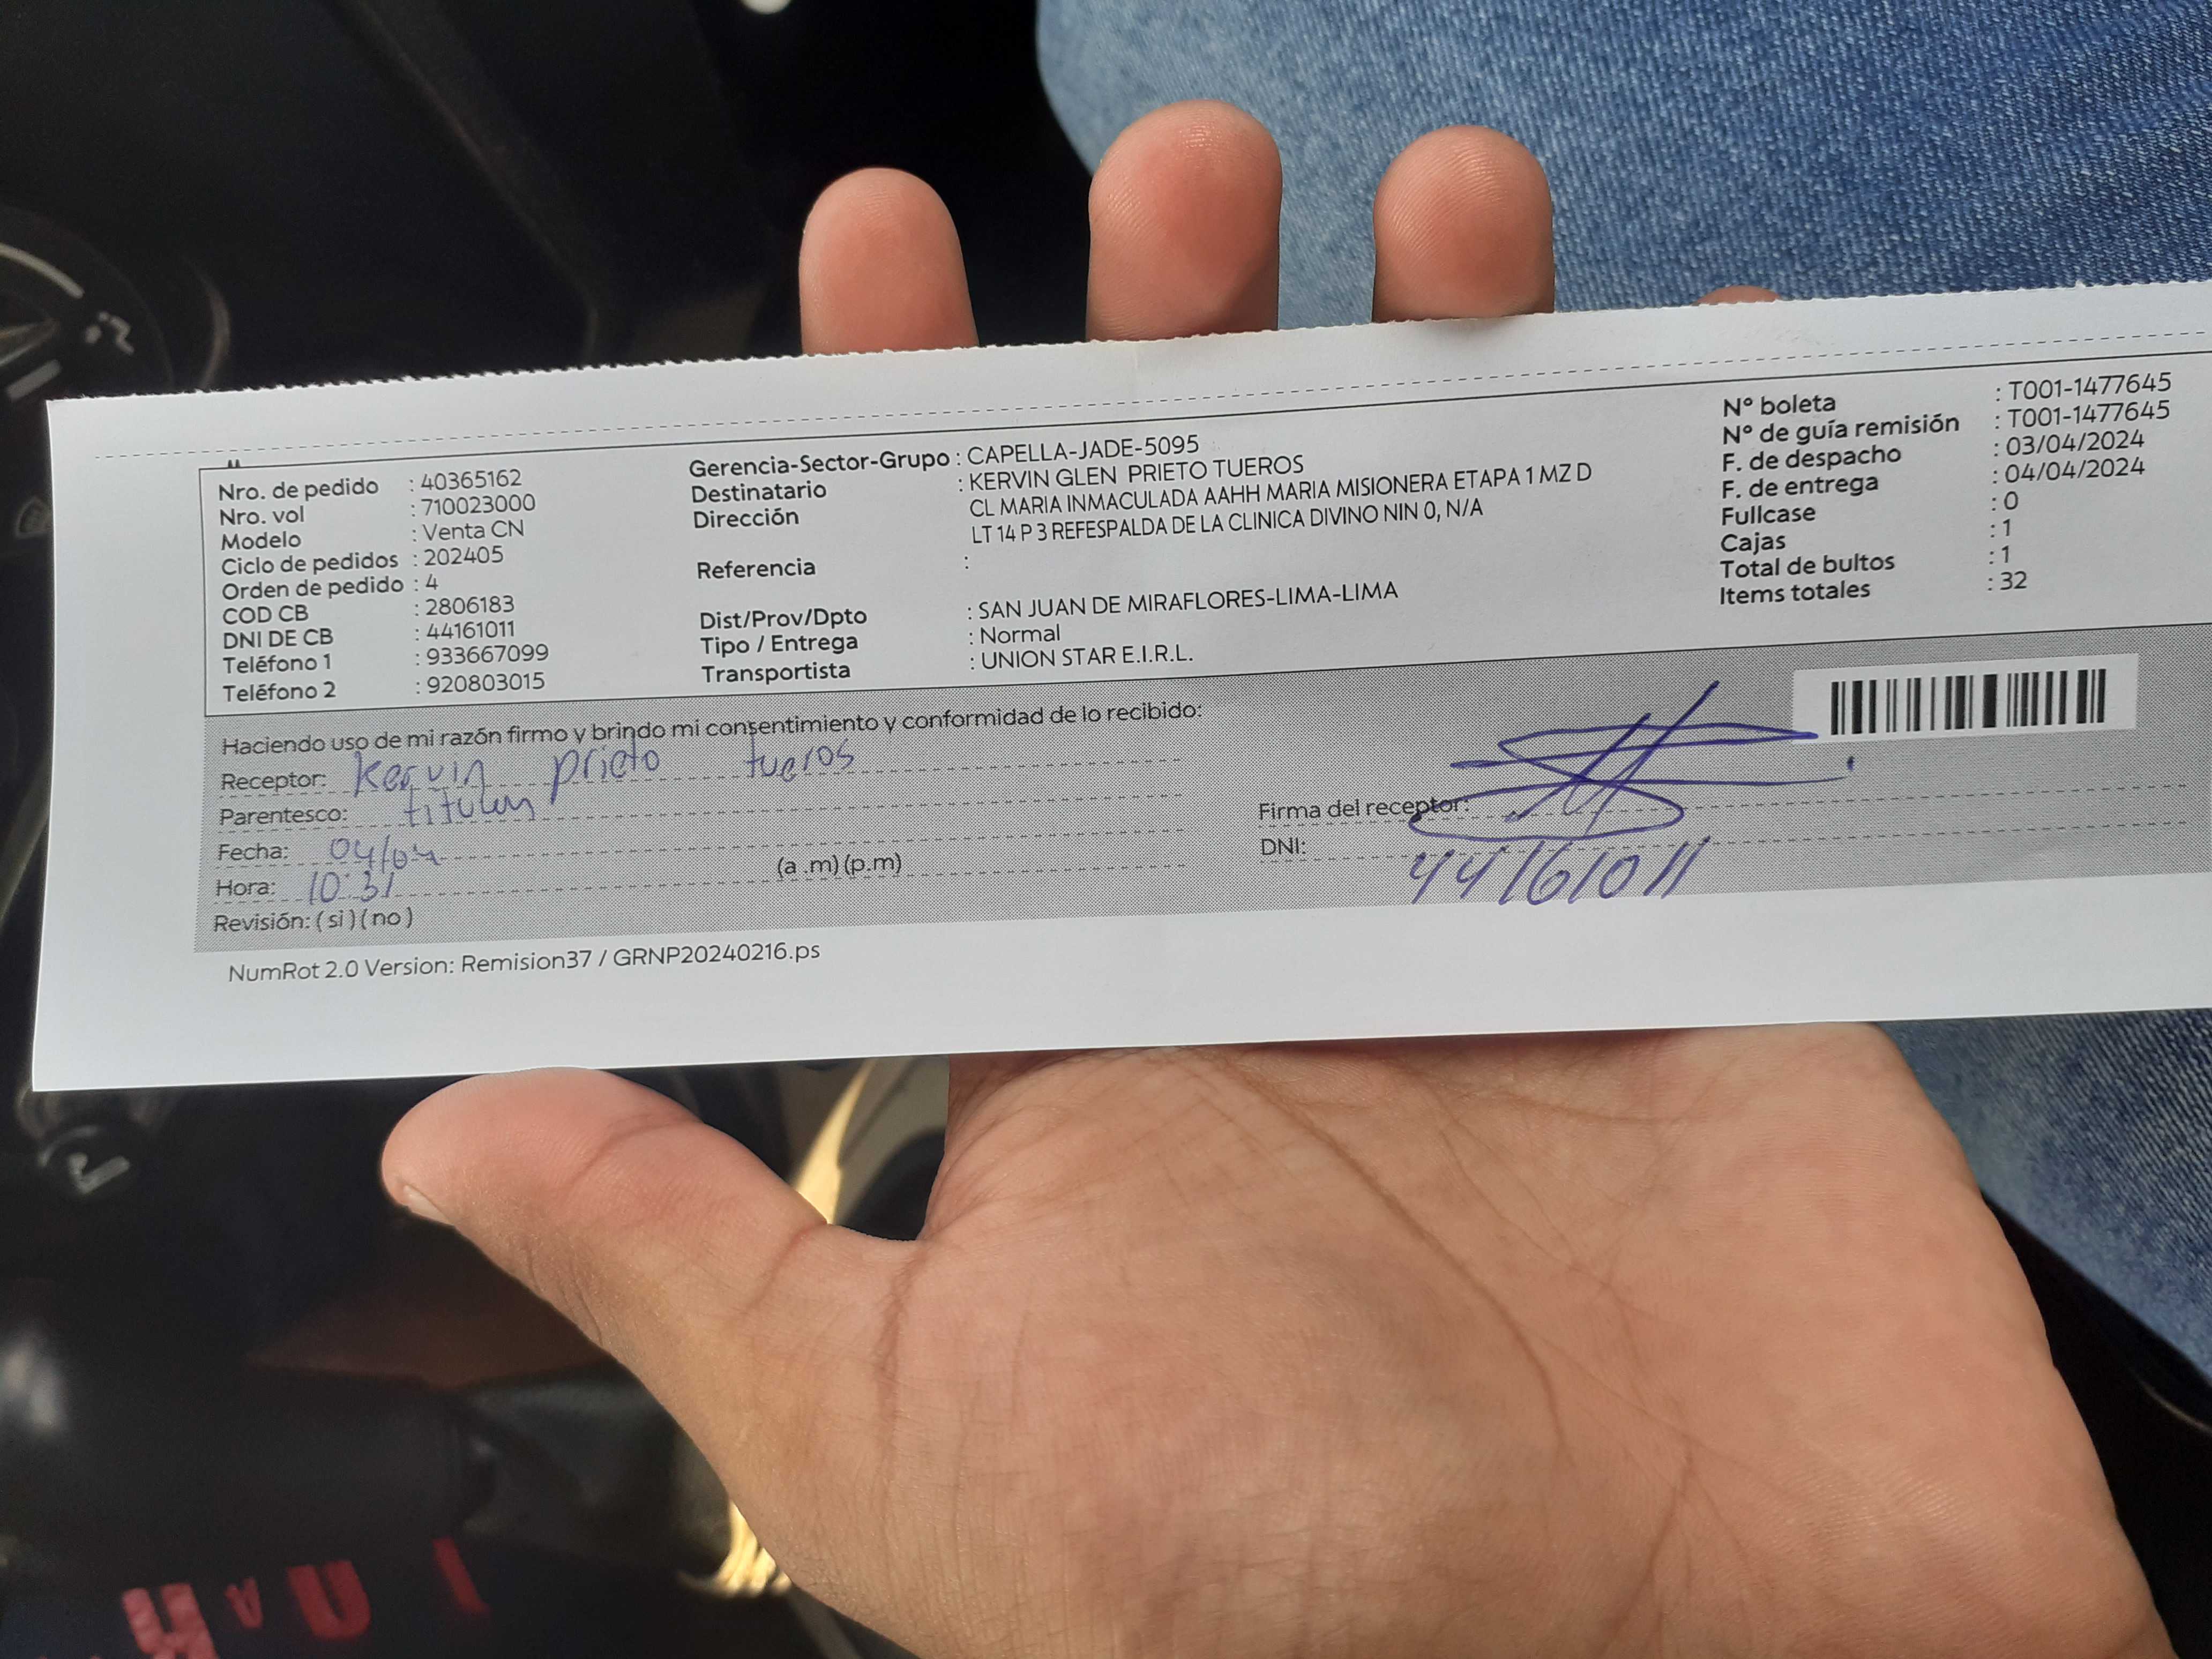 Nro. de pedido : 40365162
Nro. vol : 710023000
Modelo : Venta CN
Ciclo de pedidos : 202405
Orden de pedido : 4
COD CB : 2806183
DNI DE CB : 44161011
Teléfono 1 : 933667099
Teléfono 2 : 920803015
Gerencia-Sector-Grupo : CAPELLA-JADE-5095
Destinatario : KERVIN GLEN PRIETO TUEROS
Dirección CL MARIA INMACULADA AAHH MARIA MISIONERA ETAPA 1 MZ D
LT 14 P 3 REFESPALDA DE LA CLINICA DIVINO NIN 0, N/A
Referencia :
Dist/Prov/Dpto : SAN JUAN DE MIRAFLORES-LIMA-LIMA
Tipo / Entrega : Normal
Transportista : UNION STAR E.I.R.L.
N° boleta : T001-1477645
N° de guía remisión : T001-1477645
F. de despacho : 03/04/2024
F. de entrega : 04/04/2024
Fullcase : 0
Cajas : 1
Total de bultos : 1
Items totales : 32
Haciendo uso de mi razón firmo y brindo mi consentimiento y conformidad de lo recibido:
Receptor: Kervin prieto tueros
Parentesco: titular
Fecha: 04/04
Hora: 10:31 (a .m) (p.m)
Revisión: ( si ) ( no )
Firma del receptor:
DNI: 44161011
NumRot 2.0 Version: Remision37 / GRNP20240216.ps